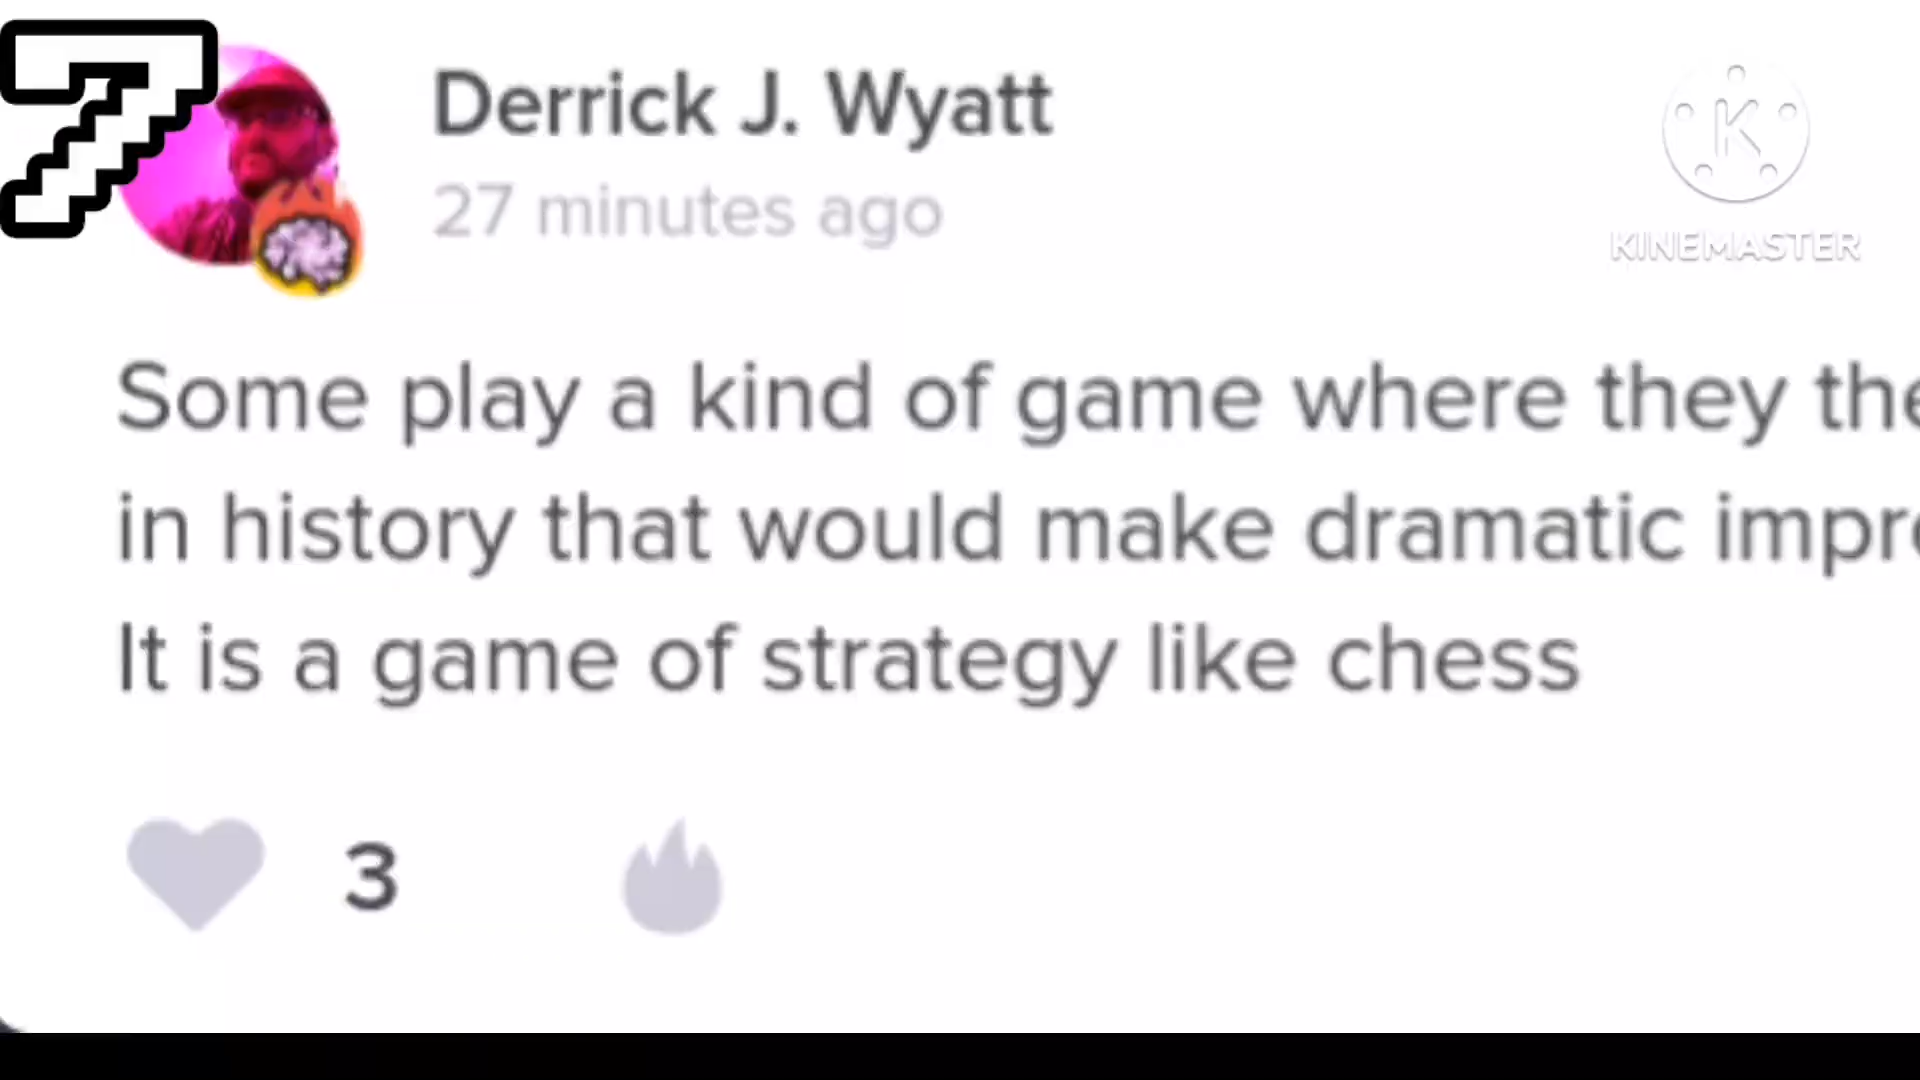 7
Derrick J. Wyatt
27 minutes ago
K
KINEMASTER
Some play a kind of game where they
in history that would make dramatic
It is a game of strategy like chess
3